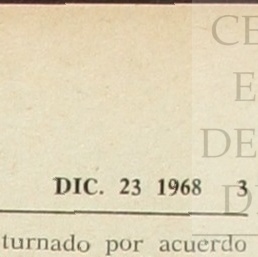 CE
E
DE
D
DIC. 23 1968 3
turnado por acuerdo